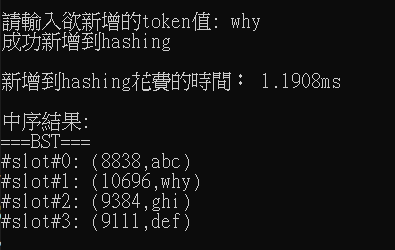 請輸入欲新增的token值: why
成功新增到hashing
新增到hashing花費的時間： 1.1908ms
中序結果:
===BST===
#slot#0: (8838,abc)
#slot#1: (10696,why)
#slot#2: (9384,ghi)
#slot#3: (9111,def)